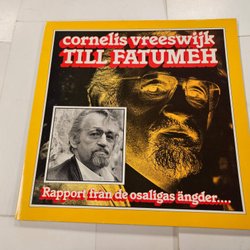 cornelis vreeswijk
TILL FATUMEH
Rapport från de osaligas ängder....